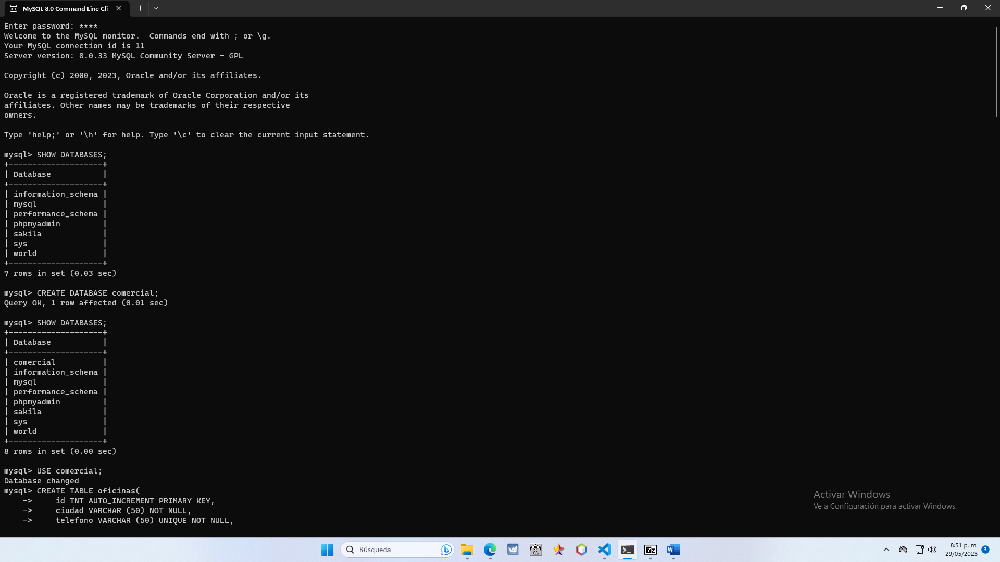 MySQL 8.0 Command Line Cli
Enter password: ****
Welcome to the MySQL monitor.  Commands end with ; or \g.
Your MySQL connection id is 11
Server version: 8.0.33 MySQL Community Server - GPL
Copyright (c) 2000, 2023, Oracle and/or its affiliates.
Oracle is a registered trademark of Oracle Corporation and/or its
affiliates. Other names may be trademarks of their respective
owners.
Type 'help;' or '\h' for help. Type '\c' to clear the current input statement.
mysql> SHOW DATABASES;
+--------------------+
| Database           |
+--------------------+
| information_schema |
| mysql              |
| performance_schema |
| phpmyadmin         |
| sakila             |
| sys                |
| world              |
+--------------------+
7 rows in set (0.03 sec)
mysql> CREATE DATABASE comercial;
Query OK, 1 row affected (0.01 sec)
mysql> SHOW DATABASES;
+--------------------+
| Database           |
+--------------------+
| comercial          |
| information_schema |
| mysql              |
| performance_schema |
| phpmyadmin         |
| sakila             |
| sys                |
| world              |
+--------------------+
8 rows in set (0.00 sec)
mysql> USE comercial;
Database changed
mysql> CREATE TABLE oficinas(
    ->     id TNT AUTO_INCREMENT PRIMARY KEY,
    ->     ciudad VARCHAR (50) NOT NULL,
    ->     telefono VARCHAR (50) UNIQUE NOT NULL,
Activar Windows
Ve a Configuración para activar Windows.
Búsqueda
8:51 p. m.
29/05/2023
3